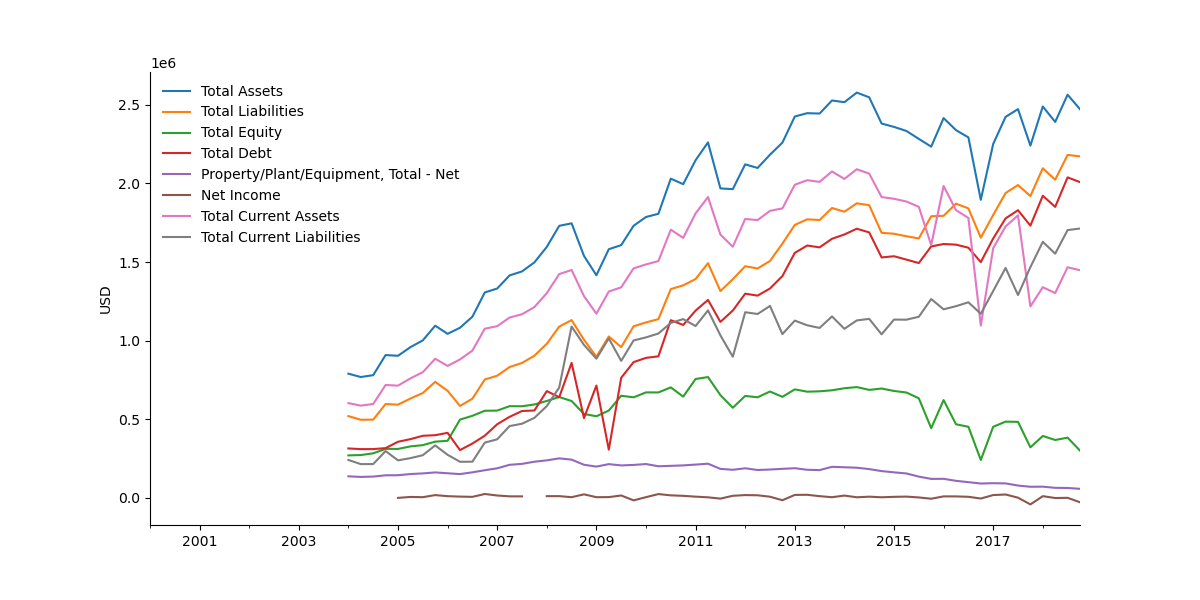 1e6
2.5
2.0
1.5
1.0
0.5
0.0
USD
Total Assets
Total Liabilities
Total Equity
Total Debt
Property/Plant/Equipment, Total - Net
Net Income
Total Current Assets
Total Current Liabilities
2001 2003 2005 2007 2009 2011 2013 2015 2017